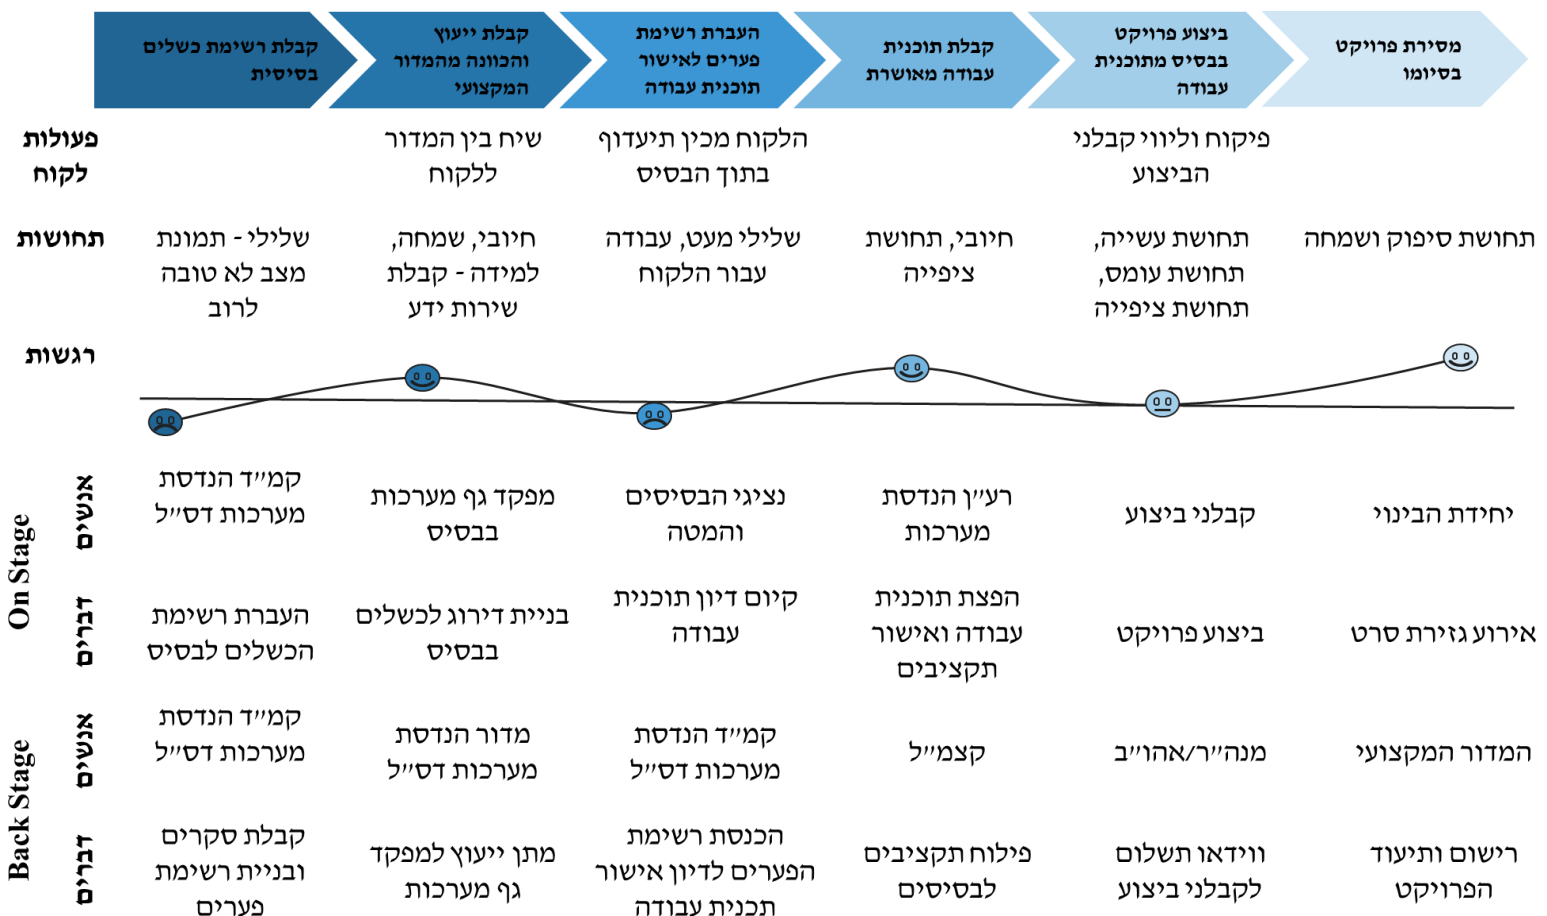 קבלת רשימת כשלים
בסיסית
קבלת ייעוץ
והכוונה מהמדור
המקצועי
העברת רשימת
פערים לאישור
תוכנית עבודה
קבלת תוכנית
עבודה מאושרת
ביצוע פרויקט
בבסיס מתוכנית
עבודה
מסירת פרויקט
בסיומו
פעולות
לקוח
שיח בין המדור
ללקוח
הלקוח מכין תיעדוף
בתוך הבסיס
פיקוח וליווי קבלני
הביצוע
תחושות
שלילי - תמונת
מצב לא טובה
לרוב
חיובי, שמחה,
למידה - קבלת
שירות ידע
שלילי מעט, עבודה
עבור הלקוח
חיובי, תחושת
ציפייה
תחושת עשייה,
תחושת עומס,
תחושת ציפייה
תחושת סיפוק ושמחה
רגשות
On Stage
אנשים
קמ״ד הנדסת
מערכות דס״ל
מפקד גף מערכות
בבסיס
נציגי הבסיסים
והמטה
רע״ן הנדסת
מערכות
קבלני ביצוע
יחידת הבינוי
דברים
העברת רשימת
הכשלים לבסיס
בניית דירוג לכשלים
בבסיס
קיום דיון תוכנית
עבודה
הפצת תוכנית
עבודה ואישור
תקציבים
ביצוע פרויקט
אירוע גזירת סרט
Back Stage
אנשים
קמ״ד הנדסת
מערכות דס״ל
מדור הנדסת
מערכות דס״ל
קמ״ד הנדסת
מערכות דס״ל
קצמ״ל
מנה״ר/אהו״ב
המדור המקצועי
דברים
קבלת סקרים
ובניית רשימת
פערים
מתן ייעוץ למפקד
גף מערכות
הכנסת רשימת
הפערים לדיון אישור
תכנית עבודה
פילוח תקציבים
לבסיסים
ווידאו תשלום
לקבלני ביצוע
רישום ותיעוד
הפרויקט